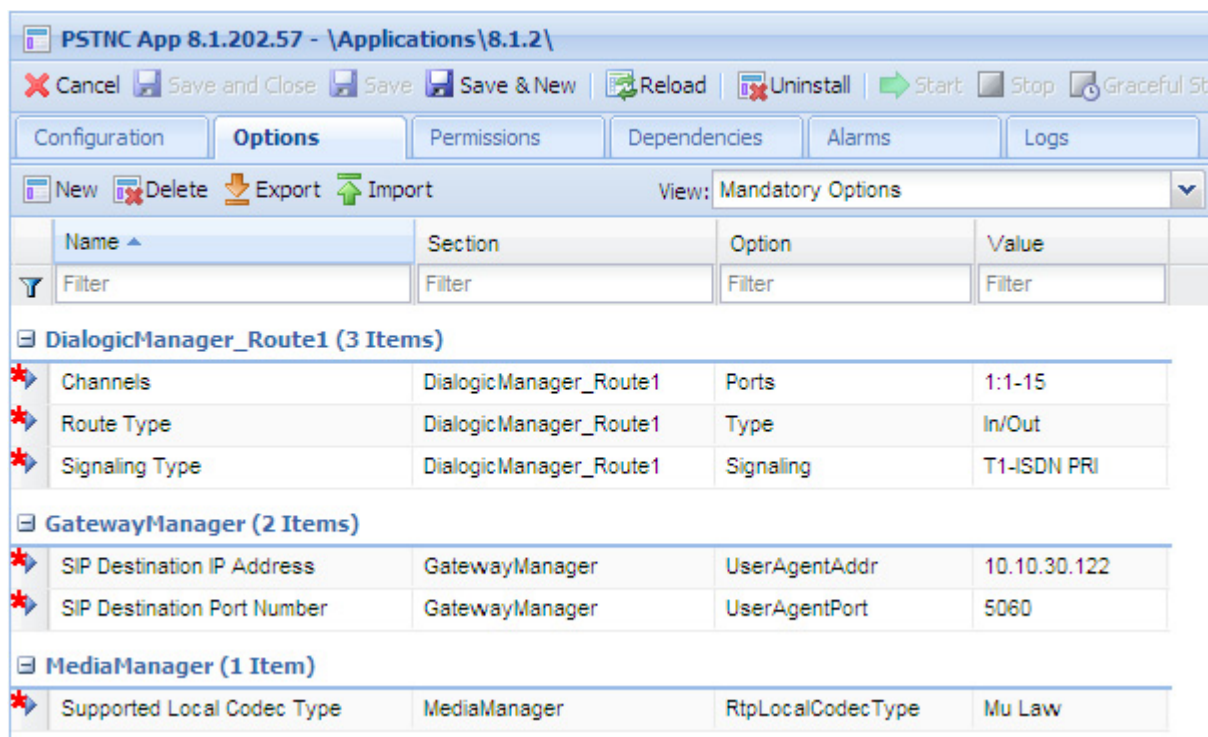 PSTNC App 8.1.202.57 - \Applications\8.1.2\
Cancel Save and Close Save Save & New Reload Uninstall Start Stop Graceful St
Configuration Options Permissions Dependencies Alarms Logs
New Delete Export Import View: Mandatory Options
Name Section Option Value
Filter Filter Filter Filter
DialogicManager_Route1 (3 Items)
Channels DialogicManager_Route1 Ports 1:1-15
Route Type DialogicManager_Route1 Type In/Out
Signaling Type DialogicManager_Route1 Signaling T1-ISDN PRI
GatewayManager (2 Items)
SIP Destination IP Address GatewayManager UserAgentAddr 10.10.30.122
SIP Destination Port Number GatewayManager UserAgentPort 5060
MediaManager (1 Item)
Supported Local Codec Type MediaManager RtpLocalCodecType Mu Law